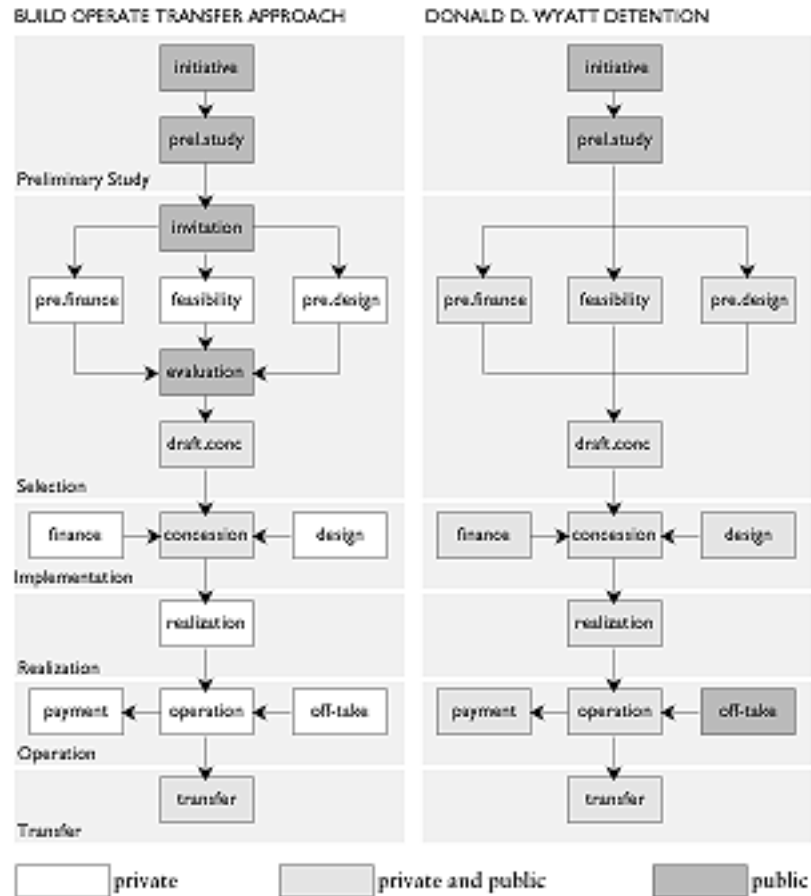 BUILD OPERATE TRANSFER APPROACH
initiative
prel.study
Preliminary Study
invitation
pre.finance feasibility pre.design
evaluation
draft.conc
Selection
finance concession design
Implementation
realization
Realization
payment operation off-take
Operation
transfer
Transfer
DONALD D. WYATT DETENTION
initiative
prel.study
pre.finance feasibility pre.design
draft.conc
finance concession design
realization
payment operation off-take
transfer
private private and public public